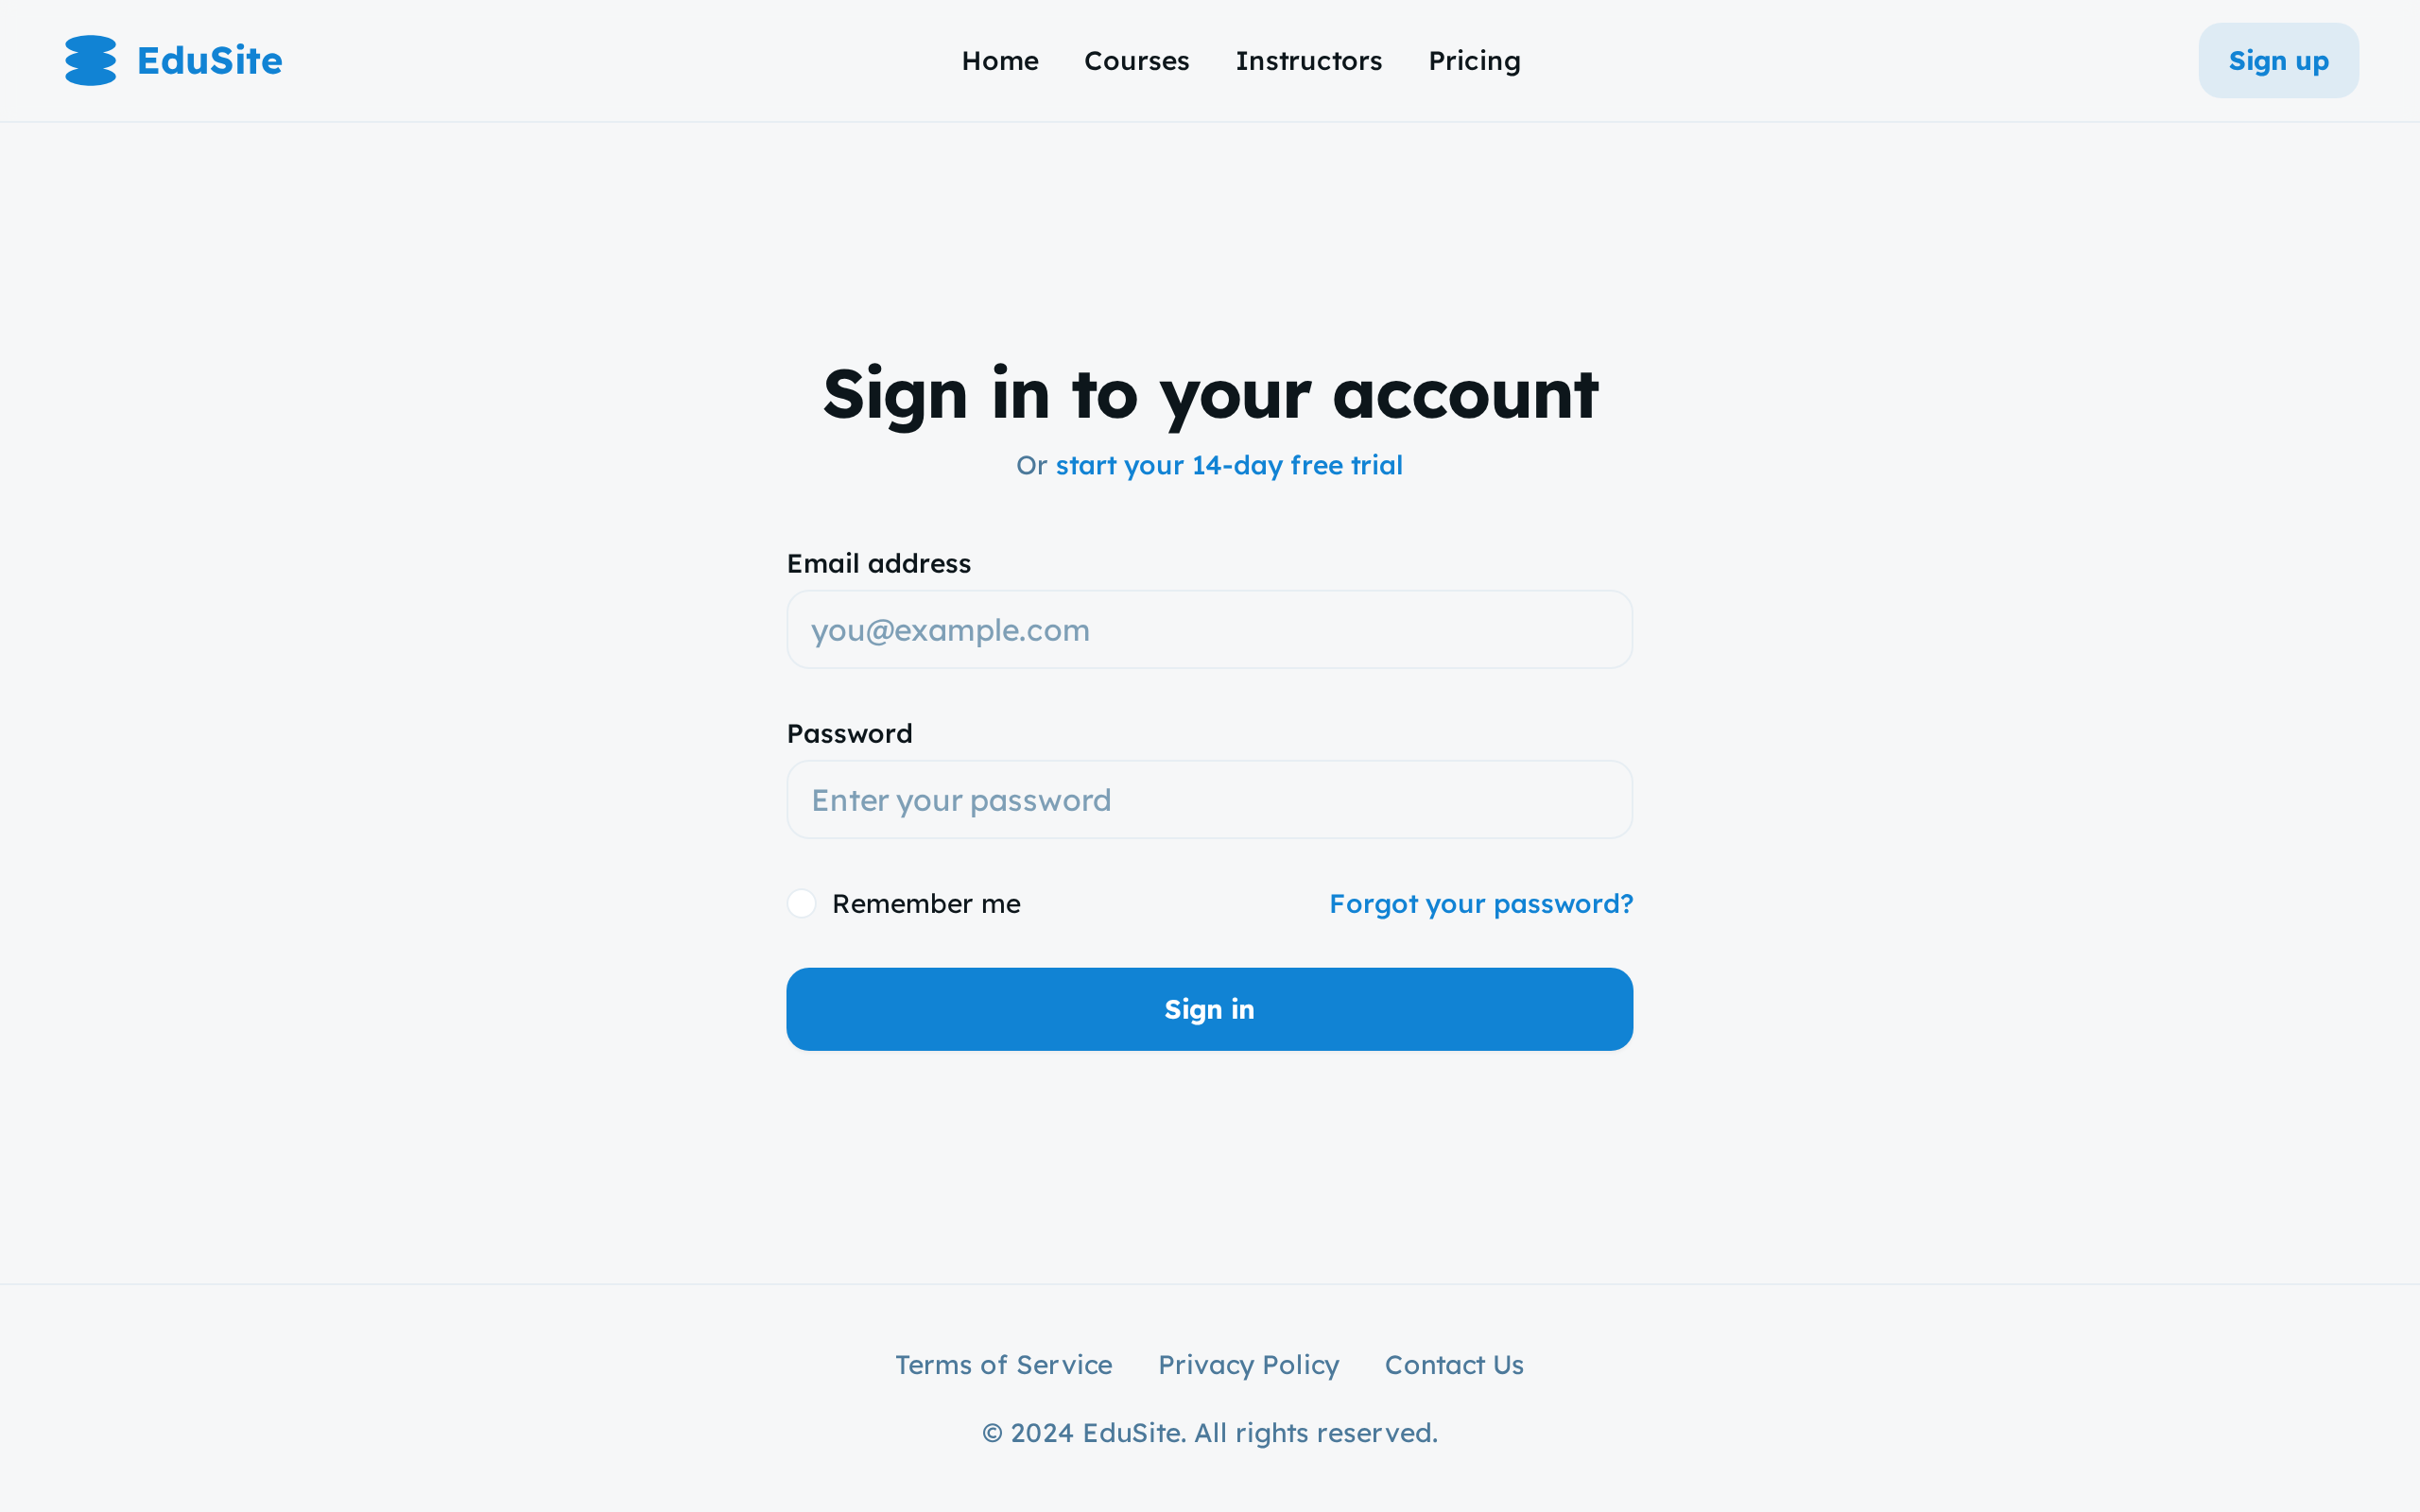 EduSite
Home Courses Instructors Pricing
Sign up
Sign in to your account
Or start your 14-day free trial
Email address
you@example.com
Password
Enter your password
Remember me Forgot your password?
Sign in
Terms of Service Privacy Policy Contact Us
© 2024 EduSite. All rights reserved.